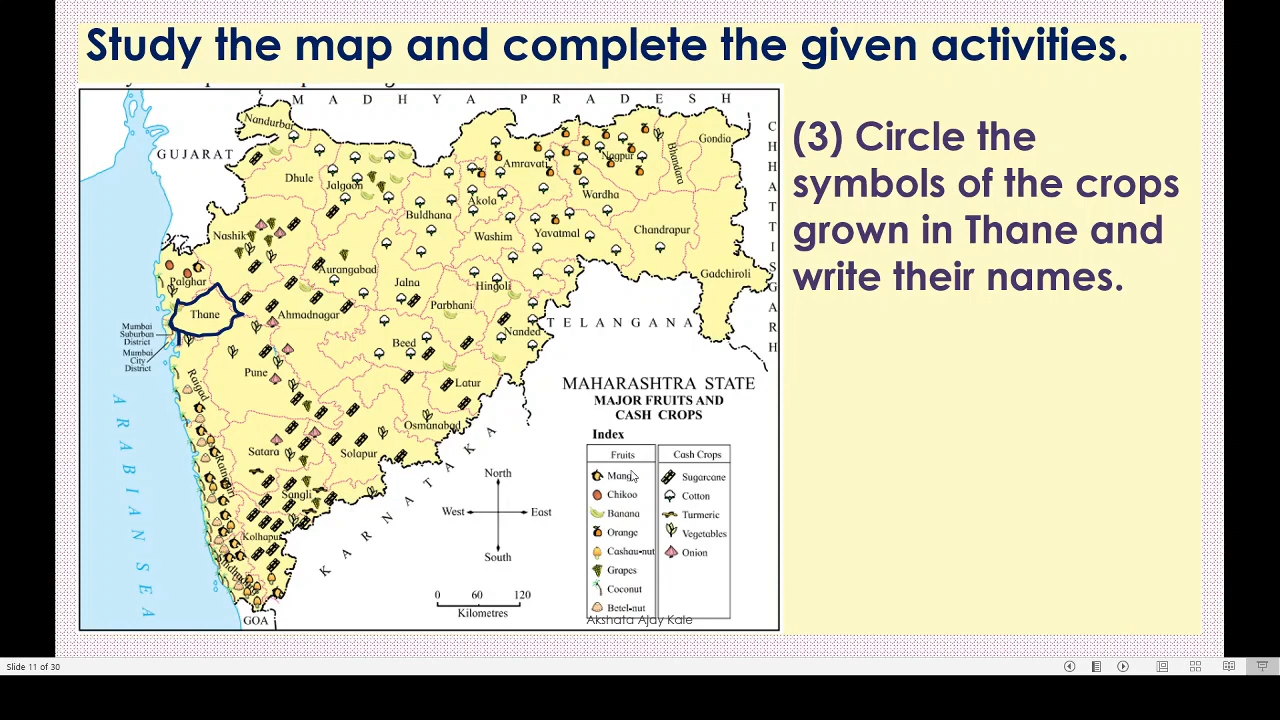 Study the map and complete the given activities.
(3) Circle the
symbols of the crops
grown in Thane and
write their names.
M A D H Y A P R A D E S H
GUJARAT
CHHATTISGARH
Nandurbar
Gondia
Dhule
Jalgaon
Amravati
Nagpur
Bhandara
Akola
Wardha
Buldhana
Nashik
Washim
Yavatmal
Chandrapur
Aurangabad
Jalna
Hingoli
Gadchiroli
Palghar
Parbhani
Thane
Ahmadnagar
Nanded
T E L A N G A N A
Mumbai
Suburban
District
Mumbai
City
District
Beed
Pune
Raigad
Latur
Osmanabad
Satara
Solapur
Sangli
Kolhapur
A R A B I A N S E A
K A R N A T A K A
GOA
North
West
East
South
0 60 120
Kilometres
MAHARASHTRA STATE
MAJOR FRUITS AND
CASH CROPS
Index
Fruits
Cash Crops
Chikoo
Banana
Orange
Cashau-nut
Grapes
Coconut
Betel-nut
Sugarcane
Cotton
Turmeric
Vegetables
Onion
Akshata Ajay Kale
Slide 11 of 30